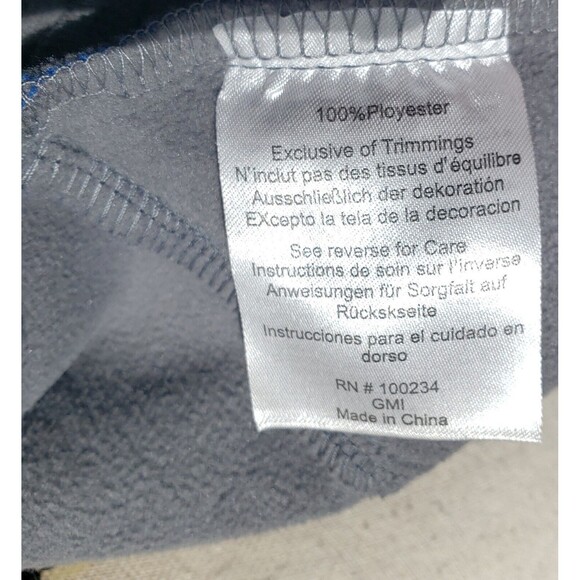 100%Ployester
Exclusive of Trimmings
N'inclut pas des tissus d'équilibre
Ausschließlich der dekoratión
EXcepto la tela de la decoracion
See reverse for Care
Instructions de soin sur l'inverse
Anweisungen für Sorgfalt auf
Rückskseite
Instrucciones para el cuidado en
dorso
RN # 100234
GMI
Made in China